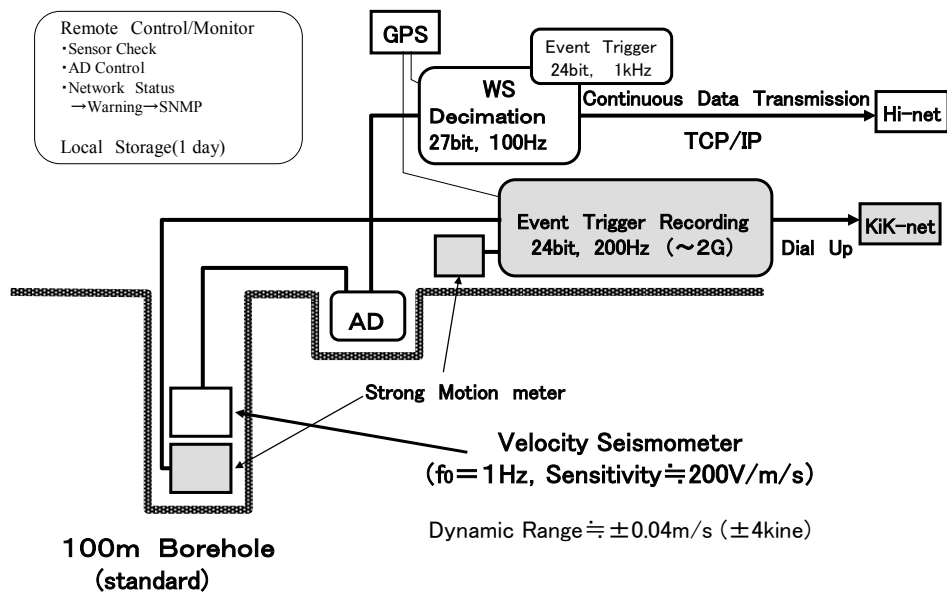 Remote Control/Monitor
・Sensor Check
・AD Control
・Network Status
→Warning→SNMP
Local Storage(1 day)
GPS
Event Trigger
24bit, 1kHz
WS
Decimation
27bit, 100Hz
Continuous Data Transmission
TCP/IP
Hi-net
Event Trigger Recording
24bit, 200Hz (～2G)
Dial Up
KiK-net
AD
Strong Motion meter
Velocity Seismometer
(f0＝1Hz, Sensitivity≒200V/m/s)
Dynamic Range≒±0.04m/s (±4kine)
100m Borehole
(standard)